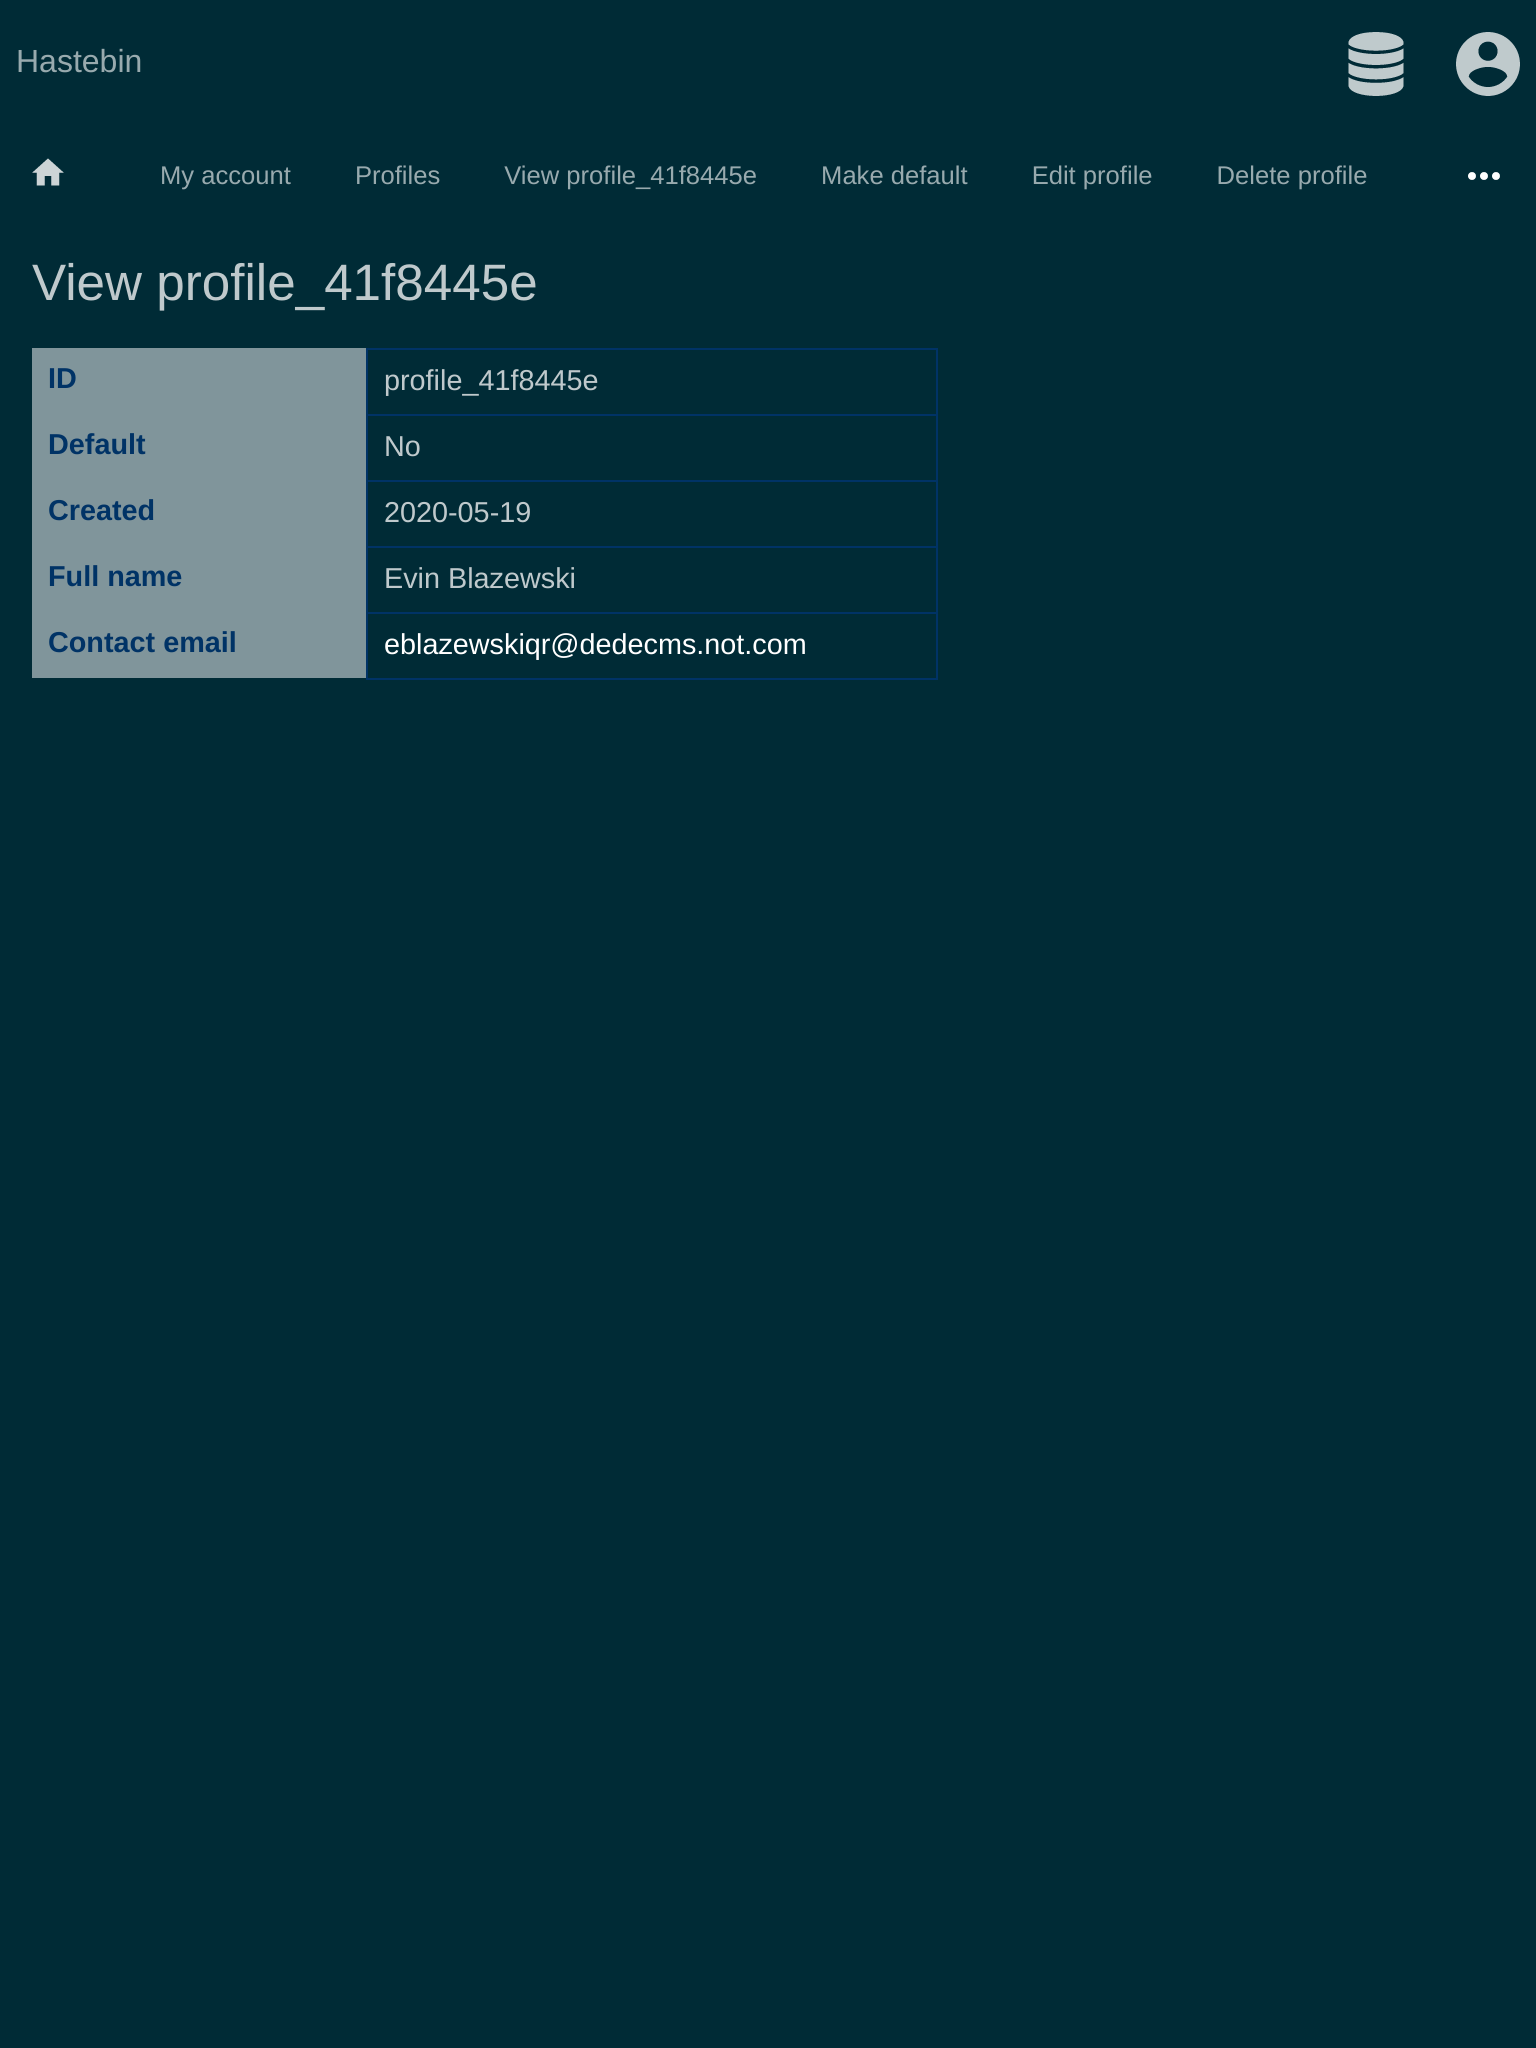 Hastebin
My account Profiles View profile_41f8445e Make default Edit profile Delete profile
View profile_41f8445e
ID profile_41f8445e
Default No
Created 2020-05-19
Full name Evin Blazewski
Contact email eblazewskiqr@dedecms.not.com